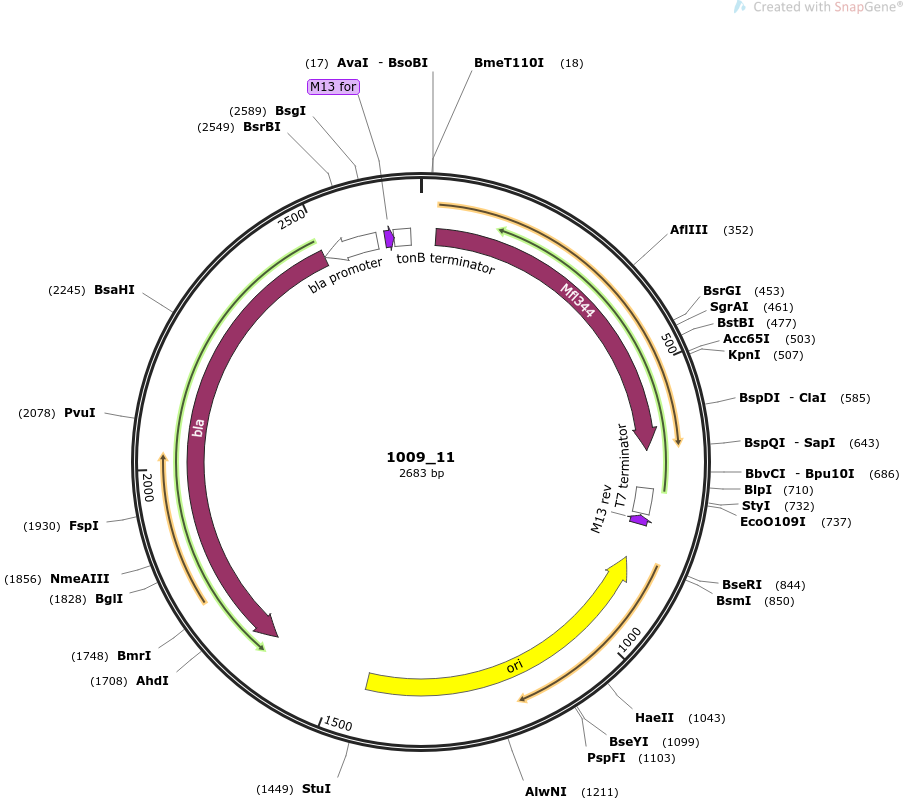 Created with SnapGene®
(17) AvaI - BsoBI
BmeT110I (18)
M13 for
(2589) BsgI
(2549) BsrBI
AflIII (352)
2500
bla promoter
tonB terminator
Mfl344
(2245) BsaHI
BsrGI (453)
SgrAI (461)
BstBI (477)
500
Acc65I (503)
KpnI (507)
BspDI - ClaI (585)
(2078) PvuI
bla
T7 terminator
BspQI - SapI (643)
1009_11
2683 bp
2000
M13 rev
BbvCI - Bpu10I (686)
BlpI (710)
StyI (732)
EcoO109I (737)
(1930) FspI
(1856) NmeAIII
(1828) BglI
BseRI (844)
BsmI (850)
(1748) BmrI
1000
(1708) AhdI
ori
1500
HaeII (1043)
BseYI (1099)
PspFI (1103)
(1449) StuI
AlwNI (1211)